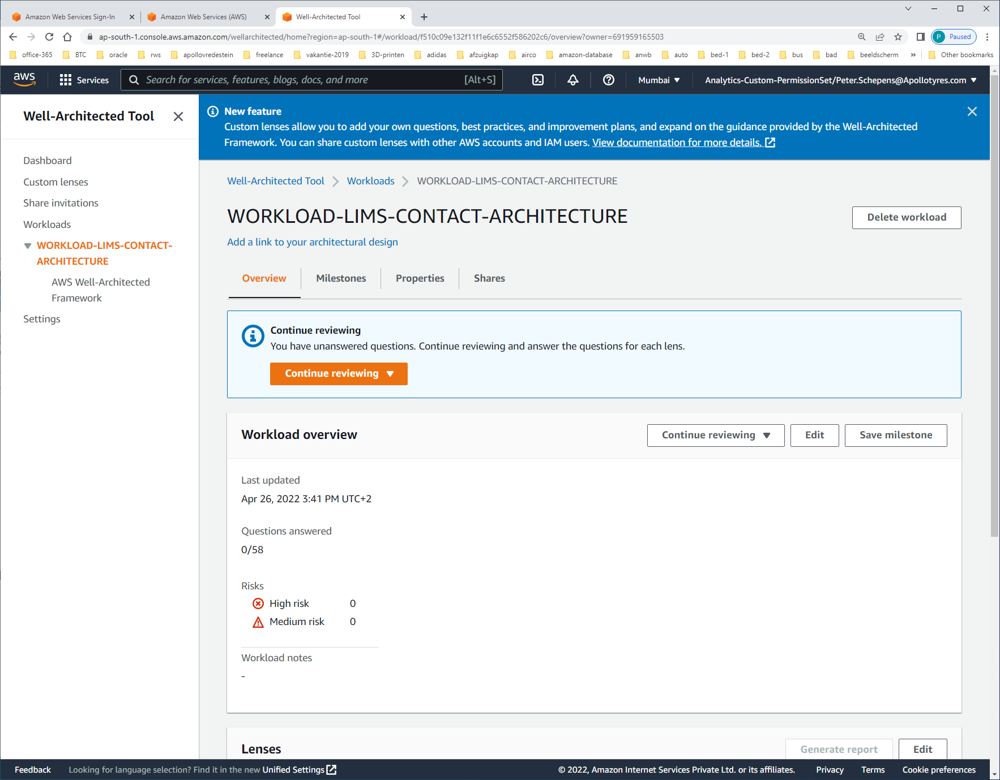 Amazon Web Services Sign-In
Amazon Web Services (AWS)
Well-Architected Tool
ap-south-1.console.aws.amazon.com/wellarchitected/home?region=ap-south-1#/workload/f510c09e132f11f1e6c6552f586202c6/overview?owner=691959165503
P Paused
office-365 BTC oracle rws apollovredestein freelance vakantie-2019 3D-printen adidas afzuigkap airco amazon-database anwb auto bed-1 bed-2 bus bad beeldscherm » Other bookmarks
aws Services Search for services, features, blogs, docs, and more [Alt+S] Mumbai Analytics-Custom-PermissionSet/Peter.Schepens@Apollotyres.com
Well-Architected Tool
Dashboard
Custom lenses
Share invitations
Workloads
WORKLOAD-LIMS-CONTACT-
ARCHITECTURE
AWS Well-Architected
Framework
Settings
New feature
Custom lenses allow you to add your own questions, best practices, and improvement plans, and expand on the guidance provided by the Well-Architected
Framework. You can share custom lenses with other AWS accounts and IAM users. View documentation for more details.
Well-Architected Tool Workloads WORKLOAD-LIMS-CONTACT-ARCHITECTURE
WORKLOAD-LIMS-CONTACT-ARCHITECTURE
Delete workload
Add a link to your architectural design
Overview Milestones Properties Shares
Continue reviewing
You have unanswered questions. Continue reviewing and answer the questions for each lens.
Continue reviewing
Workload overview
Continue reviewing Edit Save milestone
Last updated
Apr 26, 2022 3:41 PM UTC+2
Questions answered
0/58
Risks
High risk 0
Medium risk 0
Workload notes
-
Lenses
Generate report Edit
Feedback Looking for language selection? Find it in the new Unified Settings © 2022, Amazon Internet Services Private Ltd. or its affiliates. Privacy Terms Cookie preferences